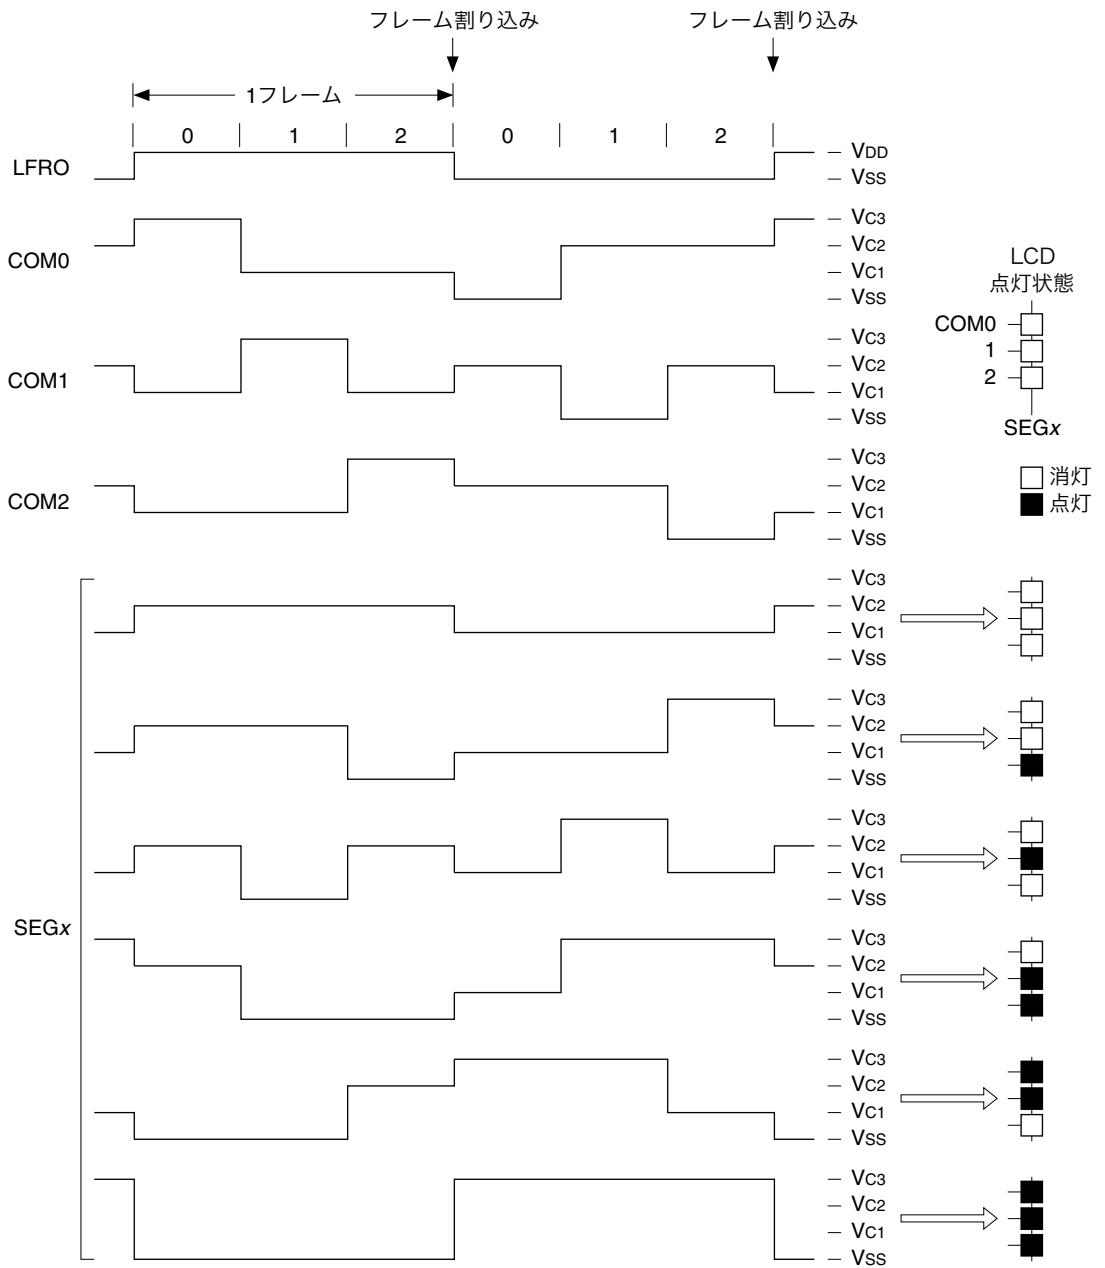 フレーム割り込み フレーム割り込み
1フレーム
0 1 2 0 1 2
LFRO
VDD
VSS
COM0
VC3
VC2
VC1
VSS
LCD
点灯状態
COM0
1
2
SEGx
消灯
点灯
COM1
VC3
VC2
VC1
VSS
COM2
VC3
VC2
VC1
VSS
SEGx
VC3
VC2
VC1
VSS
VC3
VC2
VC1
VSS
VC3
VC2
VC1
VSS
VC3
VC2
VC1
VSS
VC3
VC2
VC1
VSS
VC3
VC2
VC1
VSS